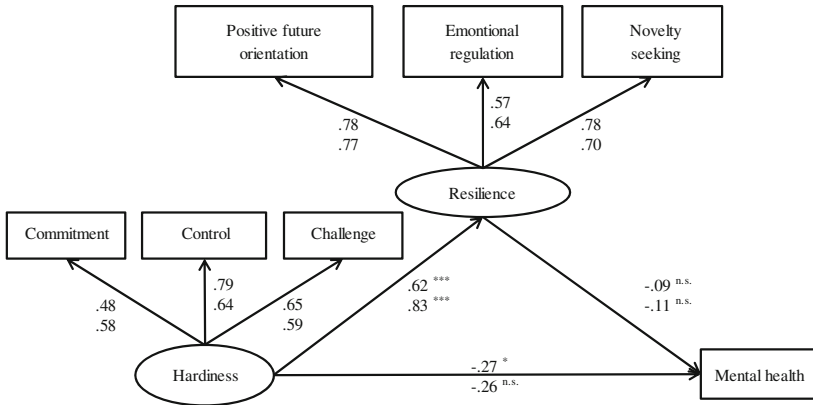 Positive future
orientation
Emontional
regulation
Novelty
seeking
.78
.77
.57
.64
.78
.70
Resilience
Commitment
Control
Challenge
.48
.58
.79
.64
.65
.59
.62 ***
.83 ***
-.09 n.s.
-.11 n.s.
Hardiness
-.27 *
-.26 n.s.
Mental health